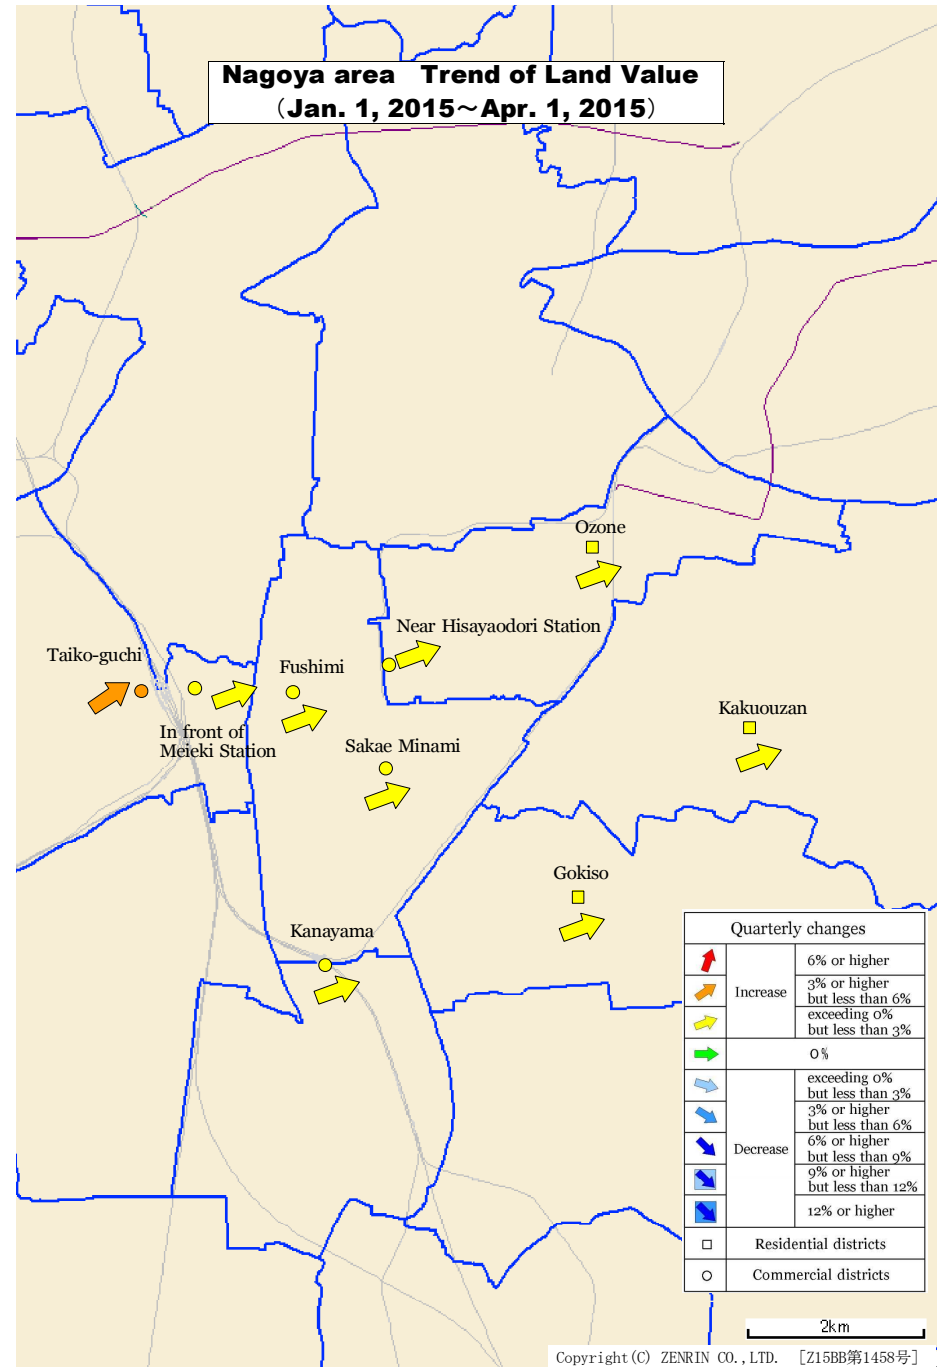 Nagoya area Trend of Land Value
（Jan. 1, 2015～Apr. 1, 2015）
Ozone
Near Hisayaodori Station
Taiko-guchi
Fushimi
Kakuouzan
In front of
Meieki Station
Sakae Minami
Gokiso
Kanayama
Quarterly changes
Increase
6% or higher
3% or higher
but less than 6%
exceeding 0%
but less than 3%
0%
Decrease
exceeding 0%
but less than 3%
3% or higher
but less than 6%
6% or higher
but less than 9%
9% or higher
but less than 12%
12% or higher
Residential districts
Commercial districts
2km
Copyright(C) ZENRIN CO.,LTD. [Z15BB第1458号]